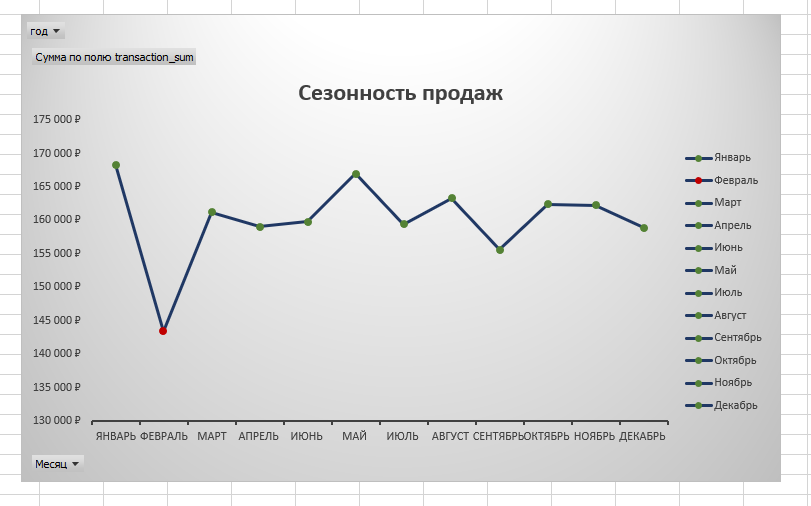 год
Сумма по полю transaction_sum
Сезонность продаж
175 000 ₽
170 000 ₽
165 000 ₽
160 000 ₽
155 000 ₽
150 000 ₽
145 000 ₽
140 000 ₽
135 000 ₽
130 000 ₽
ЯНВАРЬ ФЕВРАЛЬ МАРТ АПРЕЛЬ ИЮНЬ МАЙ ИЮЛЬ АВГУСТ СЕНТЯБРЬ ОКТЯБРЬ НОЯБРЬ ДЕКАБРЬ
Январь
Февраль
Март
Апрель
Июнь
Май
Июль
Август
Сентябрь
Октябрь
Ноябрь
Декабрь
Месяц